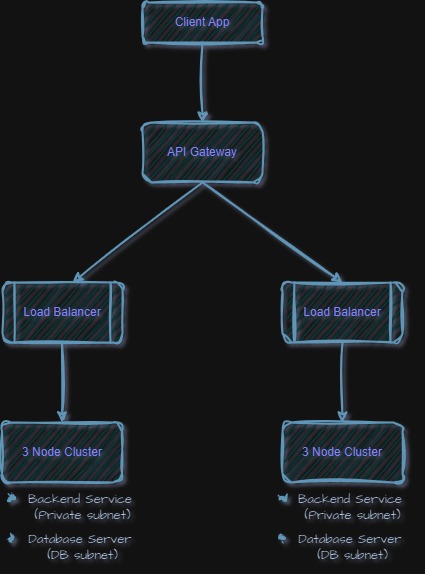 Client App
API Gateway
Load Balancer
Load Balancer
3 Node Cluster
3 Node Cluster
Backend Service
(Private subnet)
Database Server
(DB subnet)
Backend Service
(Private subnet)
Database Server
(DB subnet)